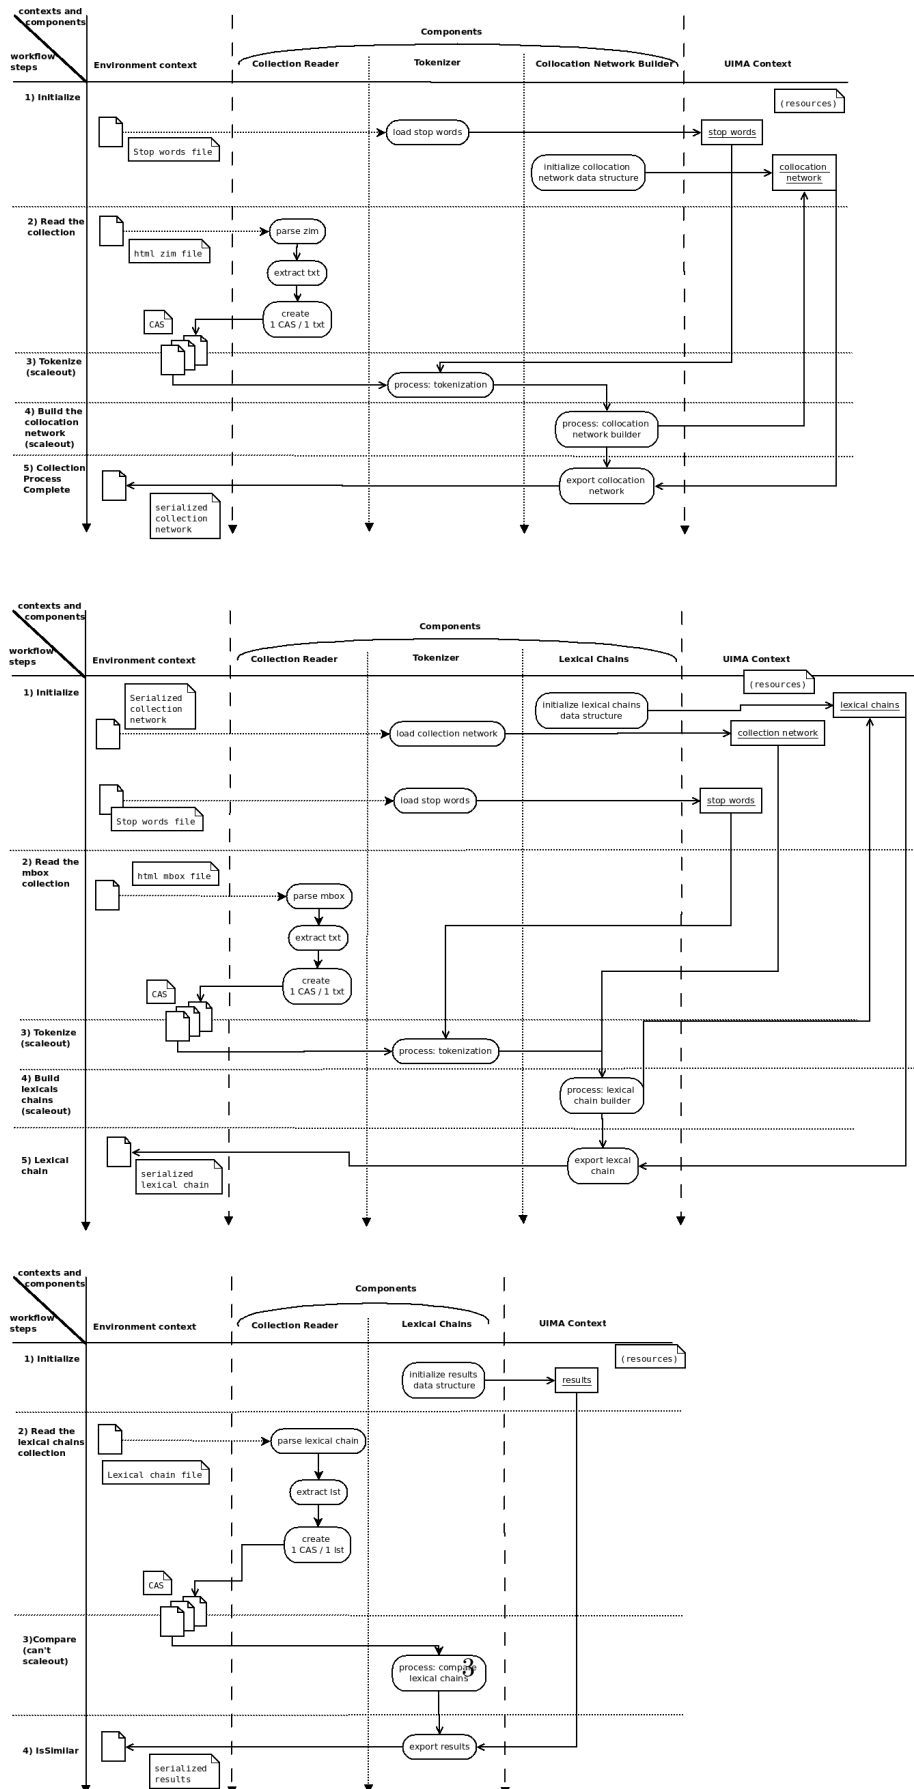 contexts and
components
workflow
steps
Components
Environment context
Collection Reader
Tokenizer
Collocation Network Builder
UIMA Context
1) Initialize
(resources)
load stop words
stop words
Stop words file
initialize collocation
network data structure
collocation
network
2) Read the
collection
parse zim
html zim file
extract txt
create
1 CAS / 1 txt
CAS
3) Tokenize
(scaleout)
process: tokenization
4) Build the
collocation
network
(scaleout)
process: collocation
network builder
5) Collection
Process
Complete
export collocation
network
serialized
collection
network
contexts and
components
workflow
steps
Components
Environment context
Collection Reader
Tokenizer
Lexical Chains
UIMA Context
1) Initialize
(resources)
Serialized
collection
network
initialize lexical chains
data structure
lexical chains
load collection network
collection network
load stop words
stop words
Stop words file
2) Read the
mbox
collection
html mbox file
parse mbox
extract txt
create
1 CAS / 1 txt
CAS
3) Tokenize
(scaleout)
process: tokenization
4) Build
lexicals
chains
(scaleout)
process: lexical
chain builder
5) Lexical
chain
export lexcal
chain
serialized
lexical chain
contexts and
components
workflow
steps
Components
Environment context
Collection Reader
Lexical Chains
UIMA Context
1) Initialize
(resources)
initialize results
data structure
results
2) Read the
lexical chains
collection
parse lexical chain
Lexical chain file
extract lst
create
1 CAS / 1 lst
CAS
3)Compare
(can't
scaleout)
process: compare
lexical chains
3
4) IsSimilar
export results
serialized
results